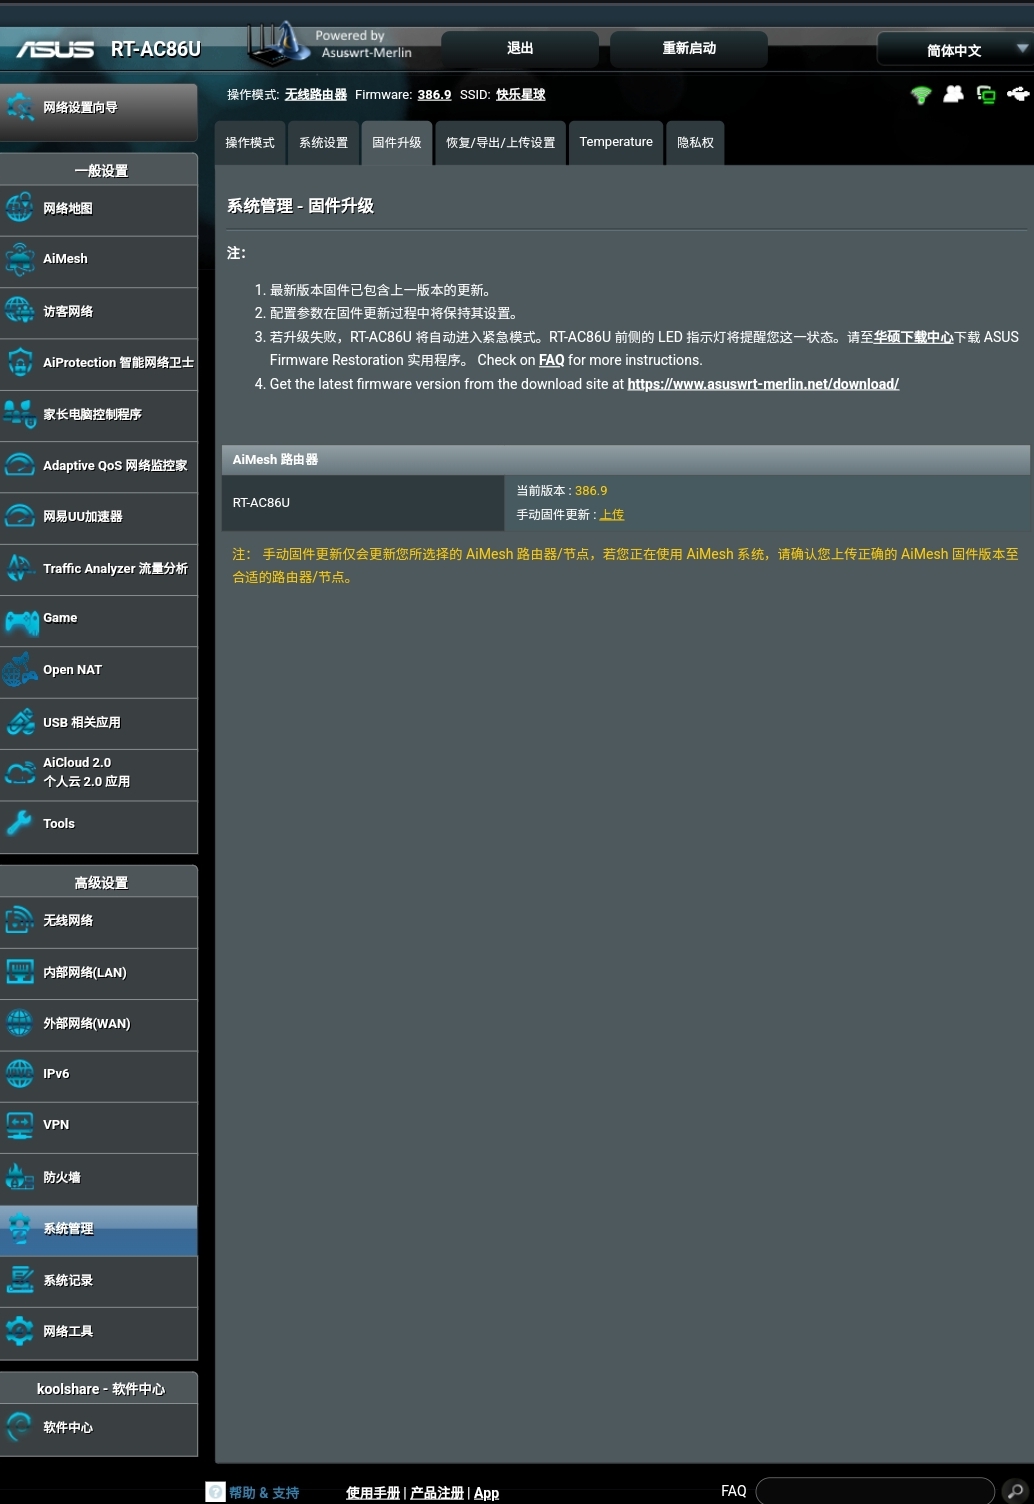 ASUS RT-AC86U
Powered by
Asuswrt-Merlin
退出
重新启动
简体中文
网络设置向导
操作模式: 无线路由器 Firmware: 386.9 SSID: 快乐星球
操作模式
系统设置
固件升级
恢复/导出/上传设置
Temperature
隐私权
一般设置
网络地图
AiMesh
访客网络
AiProtection 智能网络卫士
家长电脑控制程序
Adaptive QoS 网络监控家
网易UU加速器
Traffic Analyzer 流量分析
Game
Open NAT
USB 相关应用
AiCloud 2.0
个人云 2.0 应用
Tools
高级设置
无线网络
内部网络(LAN)
外部网络(WAN)
IPv6
VPN
防火墙
系统管理
系统记录
网络工具
koolshare - 软件中心
软件中心
系统管理 - 固件升级
注：
1. 最新版本固件已包含上一版本的更新。
2. 配置参数在固件更新过程中将保持其设置。
3. 若升级失败，RT-AC86U 将自动进入紧急模式。RT-AC86U 前侧的 LED 指示灯将提醒您这一状态。请至华硕下载中心下载 ASUS
Firmware Restoration 实用程序。 Check on FAQ for more instructions.
4. Get the latest firmware version from the download site at https://www.asuswrt-merlin.net/download/
AiMesh 路由器
RT-AC86U
当前版本 : 386.9
手动固件更新 : 上传
注： 手动固件更新仅会更新您所选择的 AiMesh 路由器/节点，若您正在使用 AiMesh 系统，请确认您上传正确的 AiMesh 固件版本至
合适的路由器/节点。
帮助 & 支持
使用手册 | 产品注册 | App
FAQ